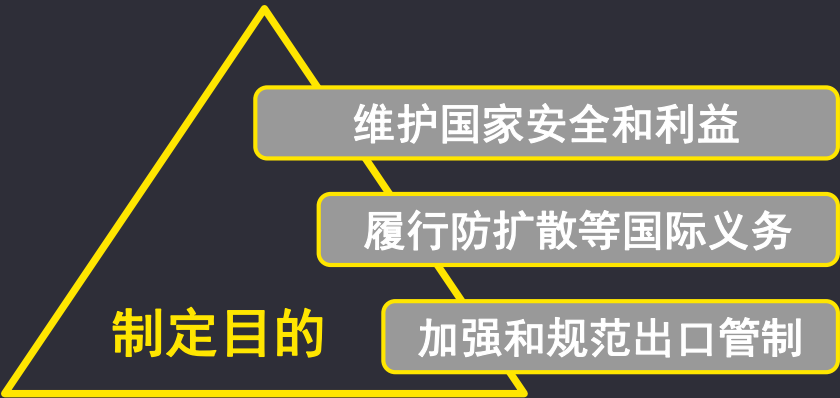 维护国家安全和利益
履行防扩散等国际义务
制定目的
加强和规范出口管制